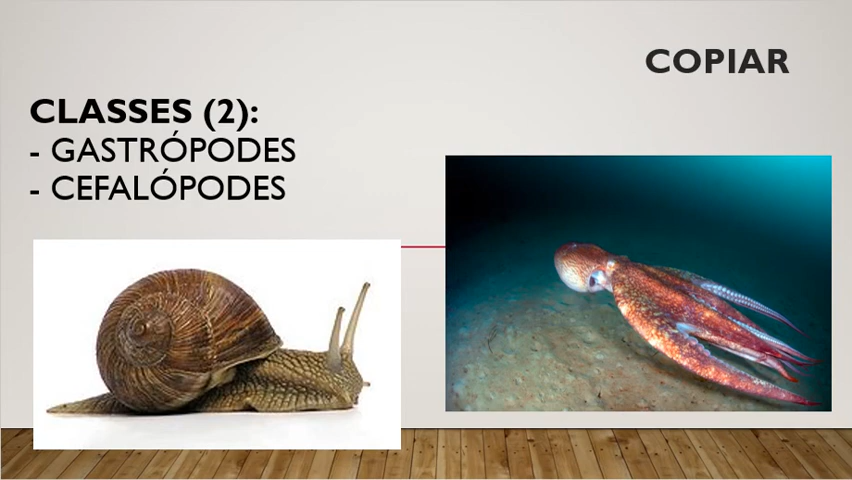 COPIAR
CLASSES (2):
- GASTRÓPODES
- CEFALÓPODES